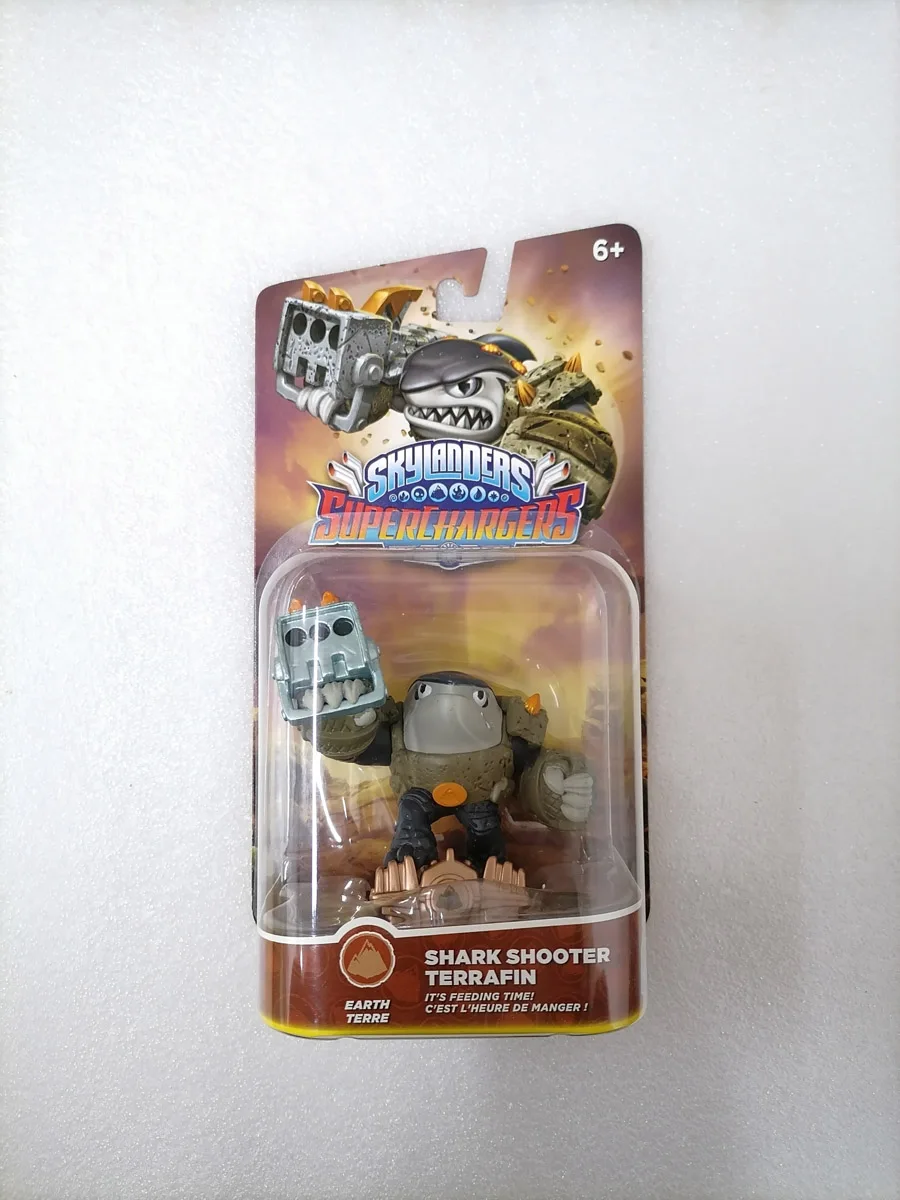 6+
SKYLANDERS
SUPERCHARGERS
SHARK SHOOTER
TERRAFIN
IT'S FEEDING TIME!
C'EST L'HEURE DE MANGER !
EARTH
TERRE